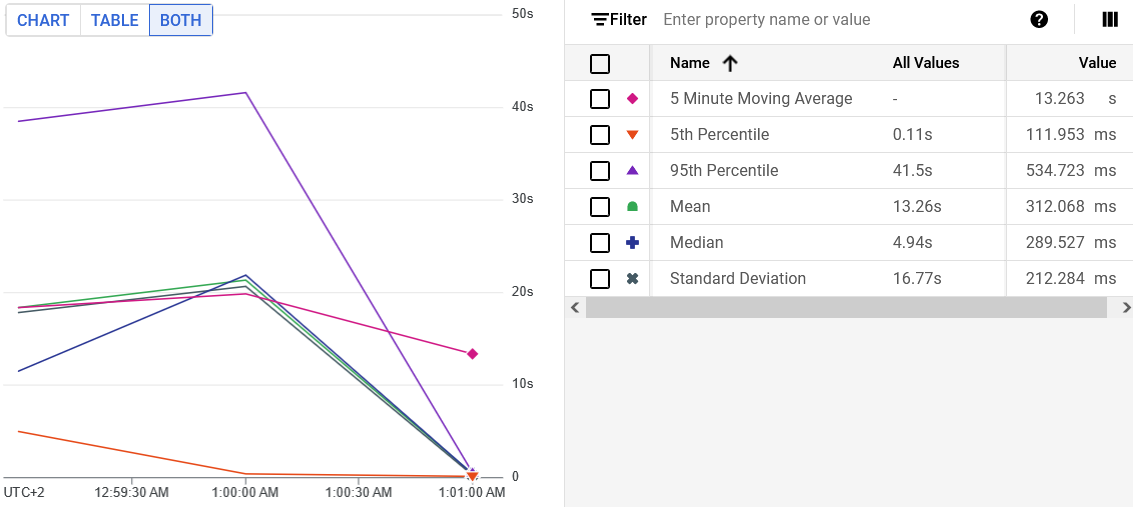 CHART TABLE BOTH
50s
40s
30s
20s
10s
0
UTC+2 12:59:30 AM 1:00:00 AM 1:00:30 AM 1:01:00 AM
Filter Enter property name or value
Name All Values Value
5 Minute Moving Average - 13.263 s
5th Percentile 0.11s 111.953 ms
95th Percentile 41.5s 534.723 ms
Mean 13.26s 312.068 ms
Median 4.94s 289.527 ms
Standard Deviation 16.77s 212.284 ms